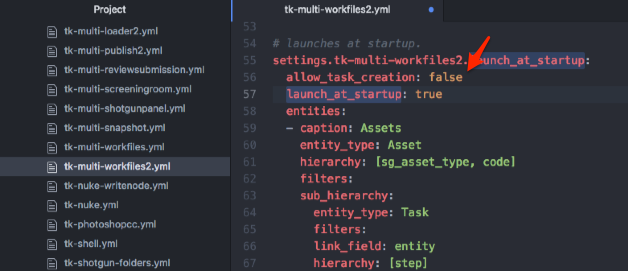 Project
tk-multi-loader2.yml
tk-multi-publish2.yml
tk-multi-reviewsubmission.yml
tk-multi-screeningroom.yml
tk-multi-shotgunpanel.yml
tk-multi-snapshot.yml
tk-multi-workfiles.yml
tk-multi-workfiles2.yml
tk-nuke-writenode.yml
tk-nuke.yml
tk-photoshopcc.yml
tk-shell.yml
tk-shotgun-folders.yml
tk-multi-workfiles2.yml
53
54 # launches at startup.
55 settings.tk-multi-workfiles2.launch_at_startup:
56 allow_task_creation: false
57 launch_at_startup: true
58 entities:
59 - caption: Assets
60 entity_type: Asset
61 hierarchy: [sg_asset_type, code]
62 filters:
63 sub_hierarchy:
64 entity_type: Task
65 filters:
66 link_field: entity
67 hierarchy: [step]